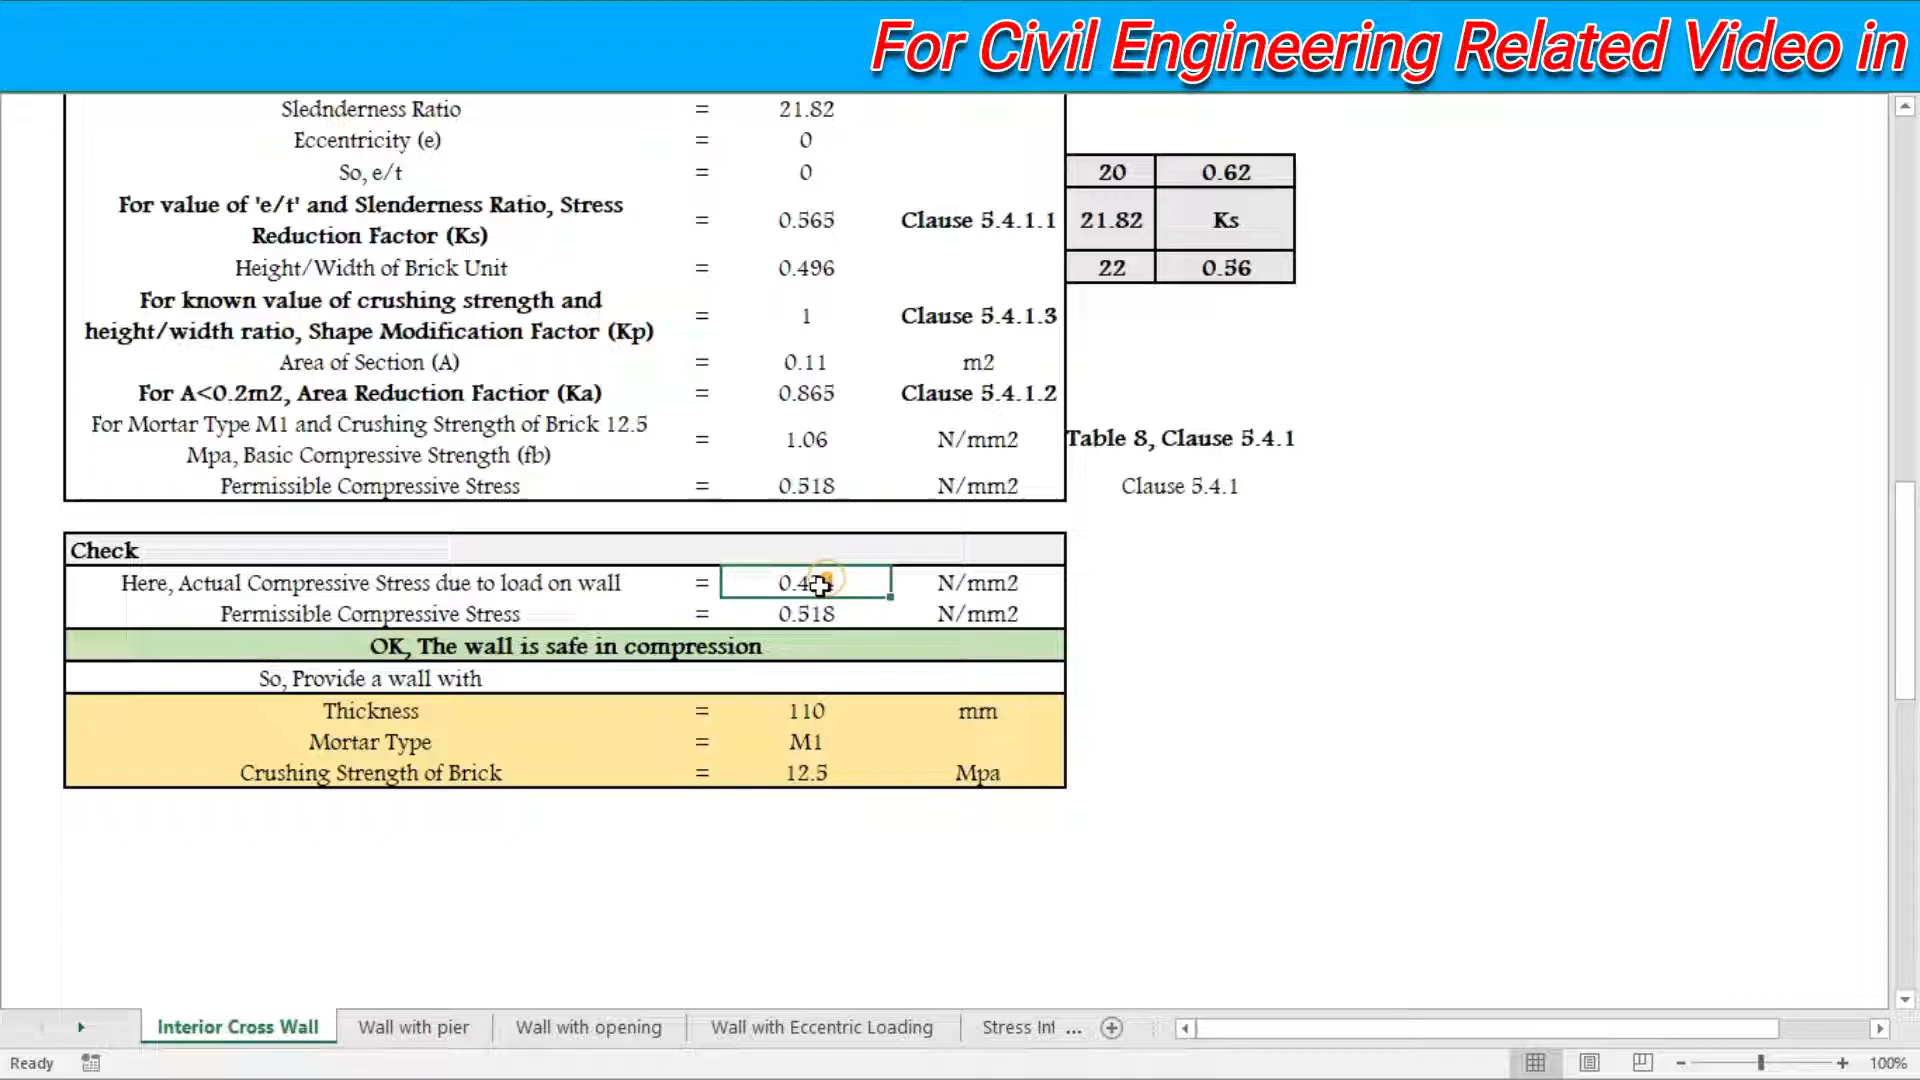 For Civil Engineering Related Video in
Slednderness Ratio = 21.82
Eccentricity (e) = 0
So, e/t = 0
20 0.62
For value of 'e/t' and Slenderness Ratio, Stress
Reduction Factor (Ks) = 0.565 Clause 5.4.1.1
21.82 Ks
Height/Width of Brick Unit = 0.496
22 0.56
For known value of crushing strength and
height/width ratio, Shape Modification Factor (Kp) = 1 Clause 5.4.1.3
Area of Section (A) = 0.11 m2
For A<0.2m2, Area Reduction Factior (Ka) = 0.865 Clause 5.4.1.2
For Mortar Type M1 and Crushing Strength of Brick 12.5
Mpa, Basic Compressive Strength (fb) = 1.06 N/mm2 Table 8, Clause 5.4.1
Permissible Compressive Stress = 0.518 N/mm2 Clause 5.4.1
Check
Here, Actual Compressive Stress due to load on wall = N/mm2
Permissible Compressive Stress = 0.518 N/mm2
OK, The wall is safe in compression
So, Provide a wall with
Thickness = 110 mm
Mortar Type = M1
Crushing Strength of Brick = 12.5 Mpa
Interior Cross Wall Wall with pier Wall with opening Wall with Eccentric Loading Stress Int ...
Ready 100%